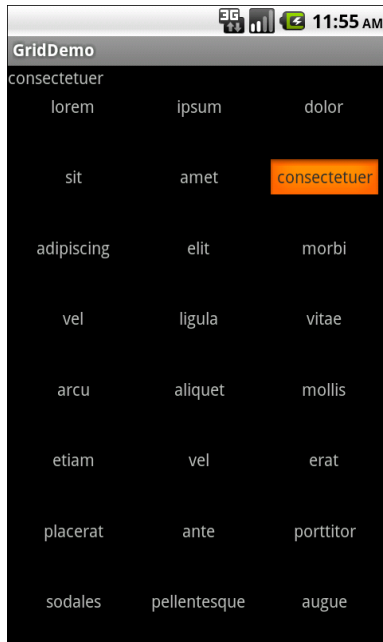 3G 11:55 AM
GridDemo
consectetuer
lorem ipsum dolor
sit amet consectetuer
adipiscing elit morbi
vel ligula vitae
arcu aliquet mollis
etiam vel erat
placerat ante porttitor
sodales pellentesque augue